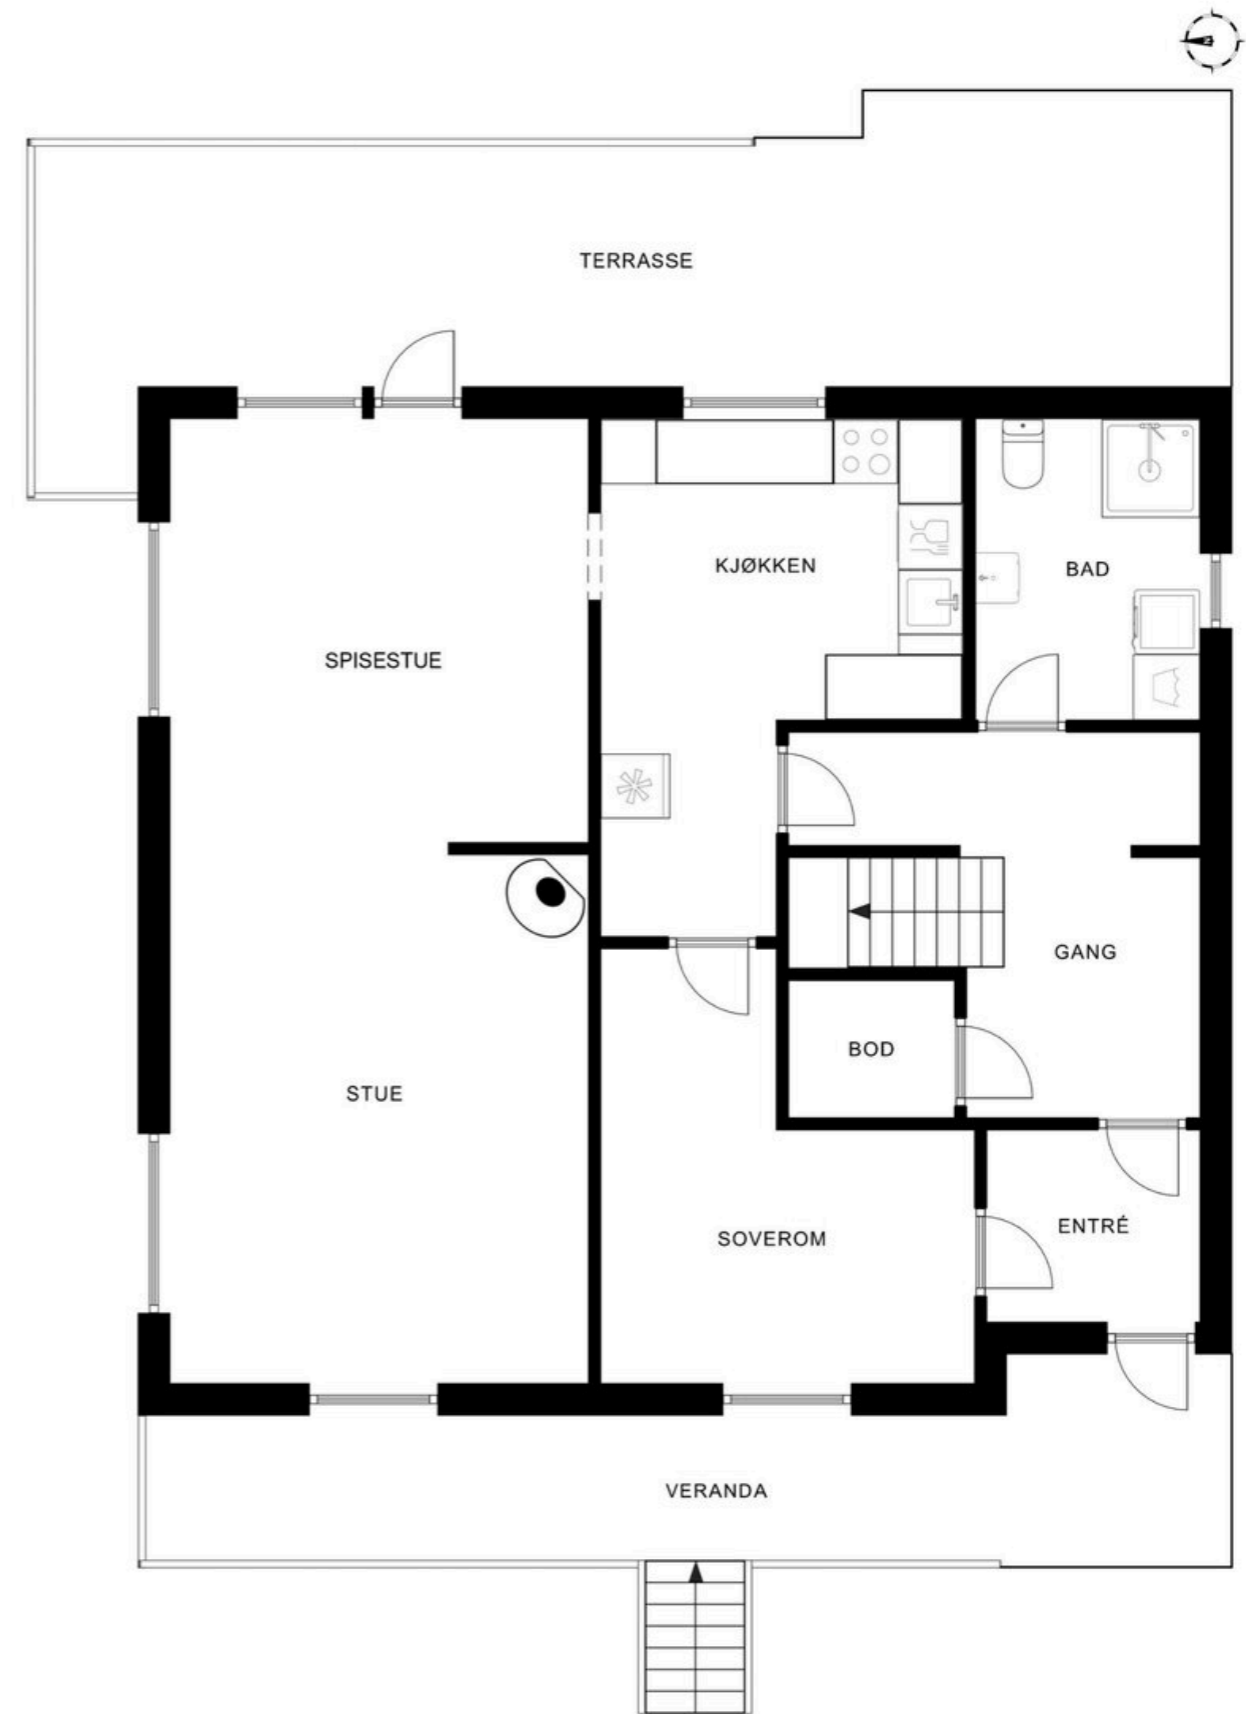 TERRASSE
KJØKKEN
BAD
SPISESTUE
GANG
BOD
STUE
ENTRÉ
SOVEROM
VERANDA